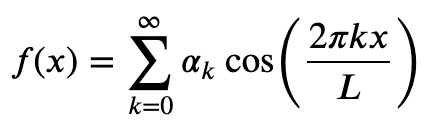 f(x) = ∑_{k=0}^{∞} α_k cos(2πkx / L)